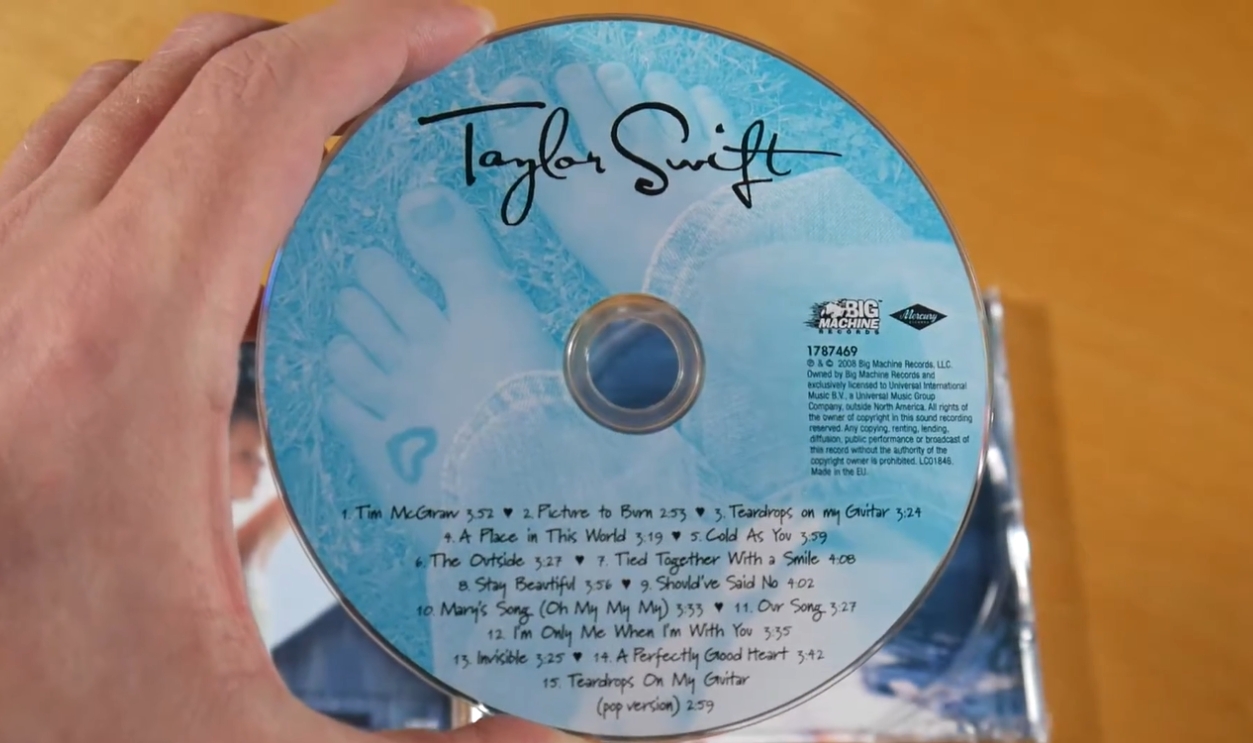 Taylor Swift
BIG
MACHINE
RECORDS
Mercury
1787469
℗ & © 2008 Big Machine Records, LLC.
Owned by Big Machine Records and
exclusively licensed to Universal International
Music B.V., a Universal Music Group
Company, outside North America. All rights of
the owner of copyright in this sound recording
reserved. Any copying, renting, lending,
diffusion, public performance or broadcast of
this record without the authority of the
copyright owner is prohibited. LC01846.
Made in the EU.
1. Tim McGraw 3:52 ♥ 2. Picture to Burn 2:53 ♥ 3. Teardrops on my Guitar 3:24
4. A Place in This World 3:19 ♥ 5. Cold As You 3:59
6. The Outside 3:27 ♥ 7. Tied Together With a Smile 4:08
8. Stay Beautiful 3:56 ♥ 9. Should've Said No 4:02
10. Mary's Song (Oh My My My) 3:33 ♥ 11. Our Song 3:27
12. I'm Only Me When I'm With You 3:35
13. Invisible 3:25 ♥ 14. A Perfectly Good Heart 3:42
15. Teardrops On My Guitar
(pop version) 2:59